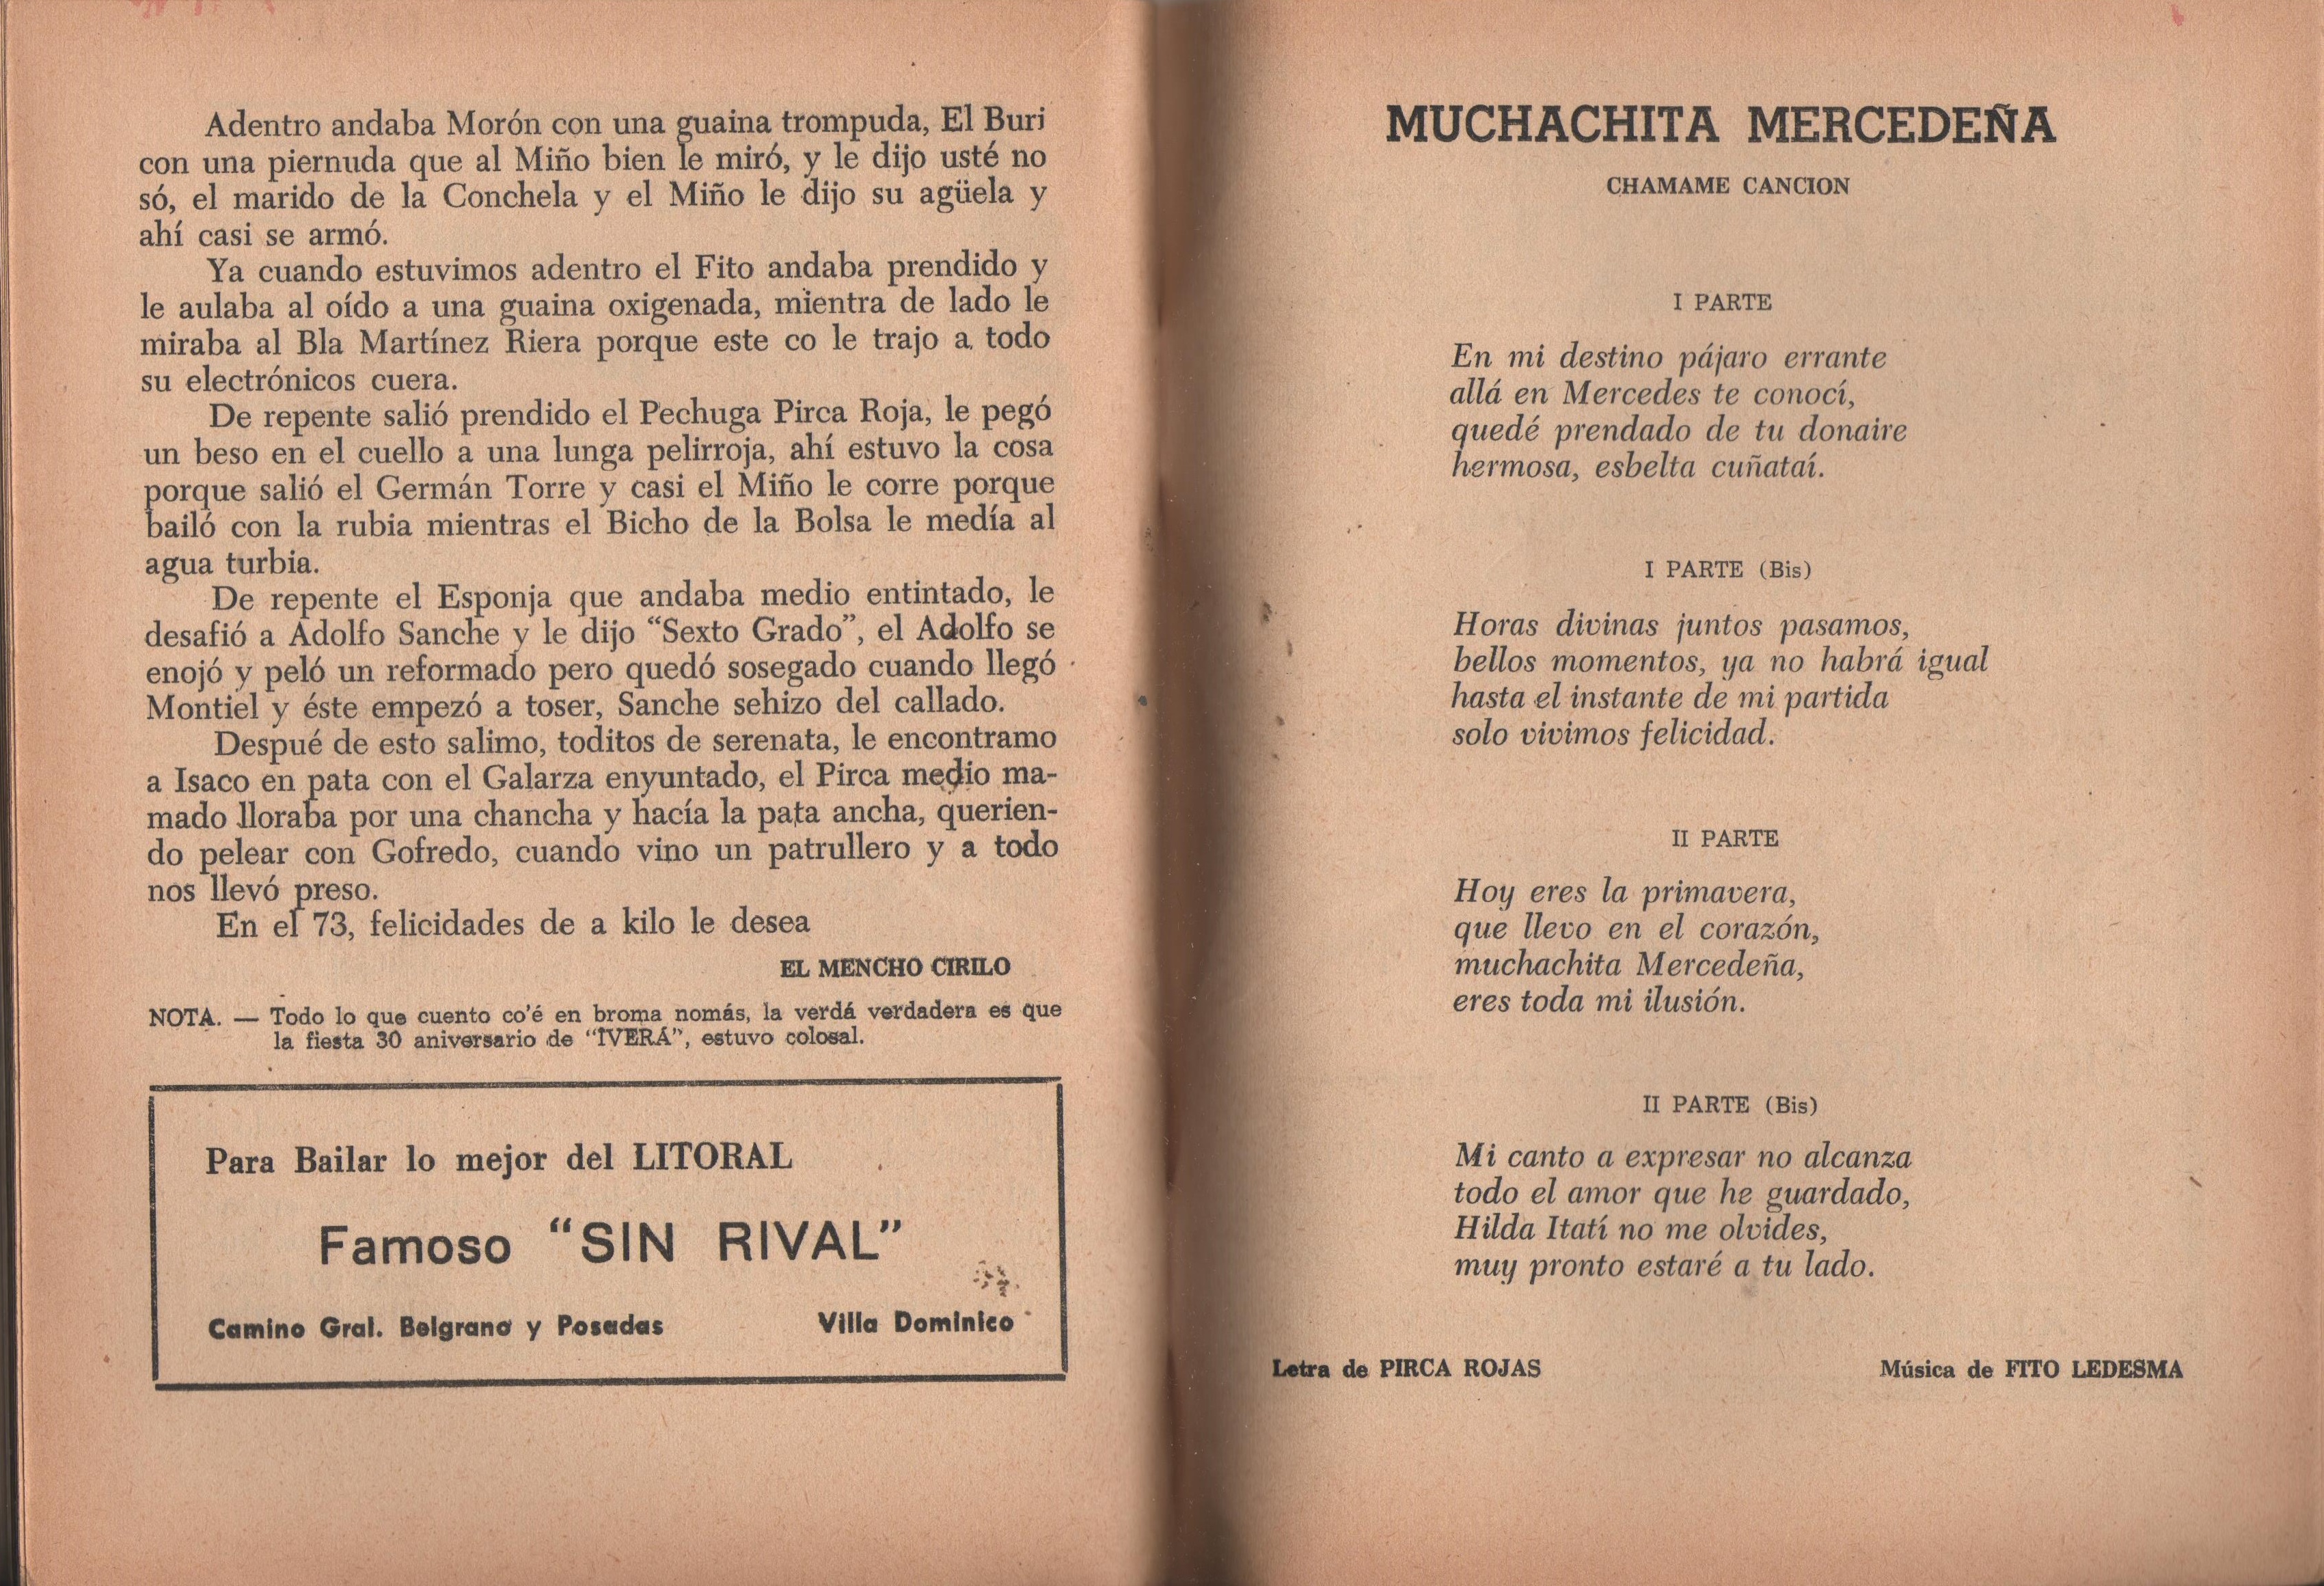 Adentro andaba Morón con una guaina trompuda, El Buri
con una piernuda que al Miño bien le miró, y le dijo usté no
só, el marido de la Conchela y el Miño le dijo su agüela y
ahí casi se armó.
Ya cuando estuvimos adentro el Fito andaba prendido y
le aulaba al oído a una guaina oxigenada, mientra de lado le
miraba al Bla Martínez Riera porque este co le trajo a todo
su electrónicos cuera.
De repente salió prendido el Pechuga Pirca Roja, le pegó
un beso en el cuello a una lunga pelirroja, ahí estuvo la cosa
porque salió el Germán Torre y casi el Miño le corre porque
bailó con la rubia mientras el Bicho de la Bolsa le medía al
agua turbia.
De repente el Esponja que andaba medio entintado, le
desafió a Adolfo Sanche y le dijo "Sexto Grado", el Adolfo se
enojó y peló un reformado pero quedó sosegado cuando llegó
Montiel y éste empezó a toser, Sanche sehizo del callado.
Despué de esto salimo, toditos de serenata, le encontramo
a Isaco en pata con el Galarza enyuntado, el Pirca medio ma-
mado lloraba por una chancha y hacía la pata ancha, querien-
do pelear con Gofredo, cuando vino un patrullero y a todo
nos llevó preso.
En el 73, felicidades de a kilo le desea
EL MENCHO CIRILO
NOTA. — Todo lo que cuento co'é en broma nomás, la verdá verdadera es que
la fiesta 30 aniversario de "IVERÁ", estuvo colosal.
Para Bailar lo mejor del LITORAL
Famoso "SIN RIVAL"
Camino Gral. Belgrano y Posadas Villa Dominico
MUCHACHITA MERCEDEÑA
CHAMAME CANCION
I PARTE
En mi destino pájaro errante
allá en Mercedes te conocí,
quedé prendado de tu donaire
hermosa, esbelta cuñataí.
I PARTE (Bis)
Horas divinas juntos pasamos,
bellos momentos, ya no habrá igual
hasta el instante de mi partida
solo vivimos felicidad.
II PARTE
Hoy eres la primavera,
que llevo en el corazón,
muchachita Mercedeña,
eres toda mi ilusión.
II PARTE (Bis)
Mi canto a expresar no alcanza
todo el amor que he guardado,
Hilda Itatí no me olvides,
muy pronto estaré a tu lado.
Letra de PIRCA ROJAS Música de FITO LEDESMA